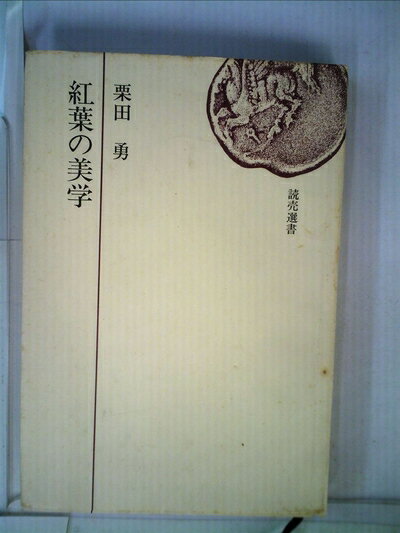 紅葉の美学
栗田 勇
読売選書